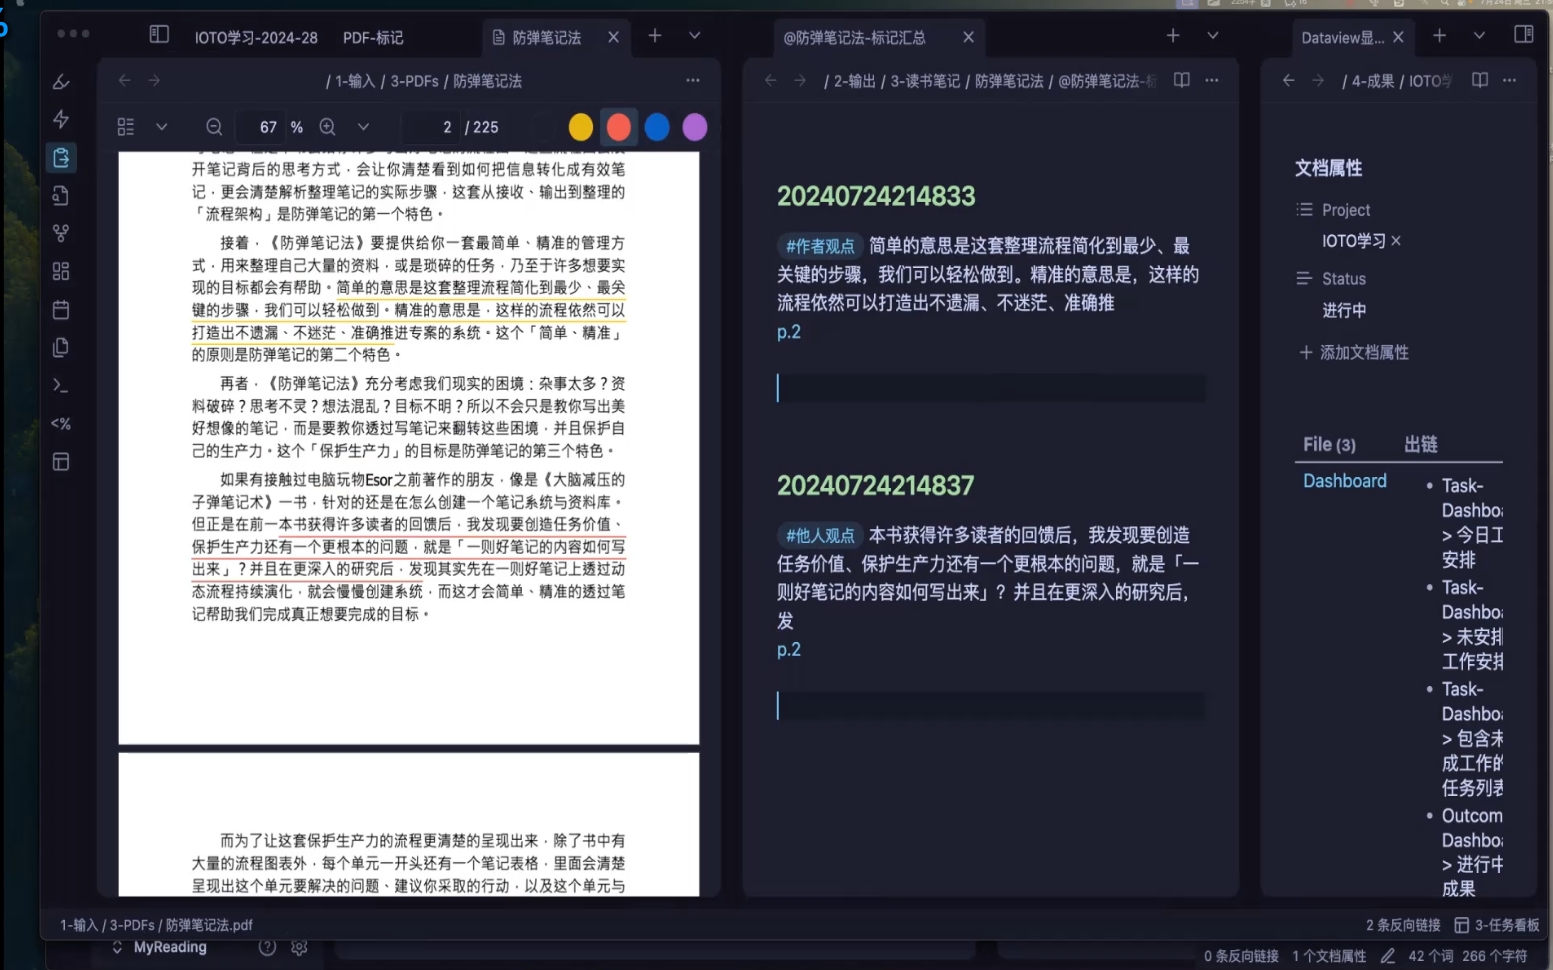 IOTO学习-2024-28
PDF-标记
防弹笔记法
@防弹笔记法-标记汇总
Dataview显...
/ 1-输入 / 3-PDFs / 防弹笔记法
67 %
2 / 225
开笔记背后的思考方式，会让你清楚看到如何把信息转化成有效笔
记，更会清楚解析整理笔记的实际步骤，这套从接收、输出到整理的
「流程架构」是防弹笔记的第一个特色。
接着，《防弹笔记法》要提供给你一套最简单、精准的管理方
式，用来整理自己大量的资料，或是琐碎的任务，乃至于许多想要实
现的目标都会有帮助。简单的意思是这套整理流程简化到最少、最关
键的步骤，我们可以轻松做到。精准的意思是，这样的流程依然可以
打造出不遗漏、不迷茫、准确推进专案的系统。这个「简单、精准」
的原则是防弹笔记的第二个特色。
再者，《防弹笔记法》充分考虑我们现实的困境：杂事太多？资
料破碎？思考不灵？想法混乱？目标不明？所以不会只是教你写出美
好想像的笔记，而是要教你透过写笔记来翻转这些困境，并且保护自
己的生产力。这个「保护生产力」的目标是防弹笔记的第三个特色。
如果有接触过电脑玩物Esor之前著作的朋友，像是《大脑减压的
子弹笔记术》一书，针对的还是在怎么创建一个笔记系统与资料库。
但正是在前一本书获得许多读者的回馈后，我发现要创造任务价值、
保护生产力还有一个更根本的问题，就是「一则好笔记的内容如何写
出来」？并且在更深入的研究后，发现其实先在一则好笔记上透过动
态流程持续演化，就会慢慢创建系统，而这才会简单、精准的透过笔
记帮助我们完成真正想要完成的目标。
而为了让这套保护生产力的流程更清楚的呈现出来，除了书中有
大量的流程图表外，每个单元一开头还有一个笔记表格，里面会清楚
呈现出这个单元要解决的问题、建议你采取的行动，以及这个单元与
/ 2-输出 / 3-读书笔记 / 防弹笔记法 / @防弹笔记法-标
20240724214833
#作者观点 简单的意思是这套整理流程简化到最少、最
关键的步骤，我们可以轻松做到。精准的意思是，这样的
流程依然可以打造出不遗漏、不迷茫、准确推
p.2
20240724214837
#他人观点 本书获得许多读者的回馈后，我发现要创造
任务价值、保护生产力还有一个更根本的问题，就是「一
则好笔记的内容如何写出来」？并且在更深入的研究后，
发
p.2
/ 4-成果 / IOTO学
文档属性
Project
IOTO学习
Status
进行中
添加文档属性
File (3)
出链
Dashboard
Task-
Dashboa
> 今日工
安排
Task-
Dashboa
> 未安排
工作安排
Task-
Dashboa
> 包含未
成工作的
任务列表
Outcom
Dashboa
> 进行中
成果
1-输入 / 3-PDFs / 防弹笔记法.pdf
2 条反向链接
3-任务看板
MyReading
0 条反向链接
1 个文档属性
42 个词
266 个字符